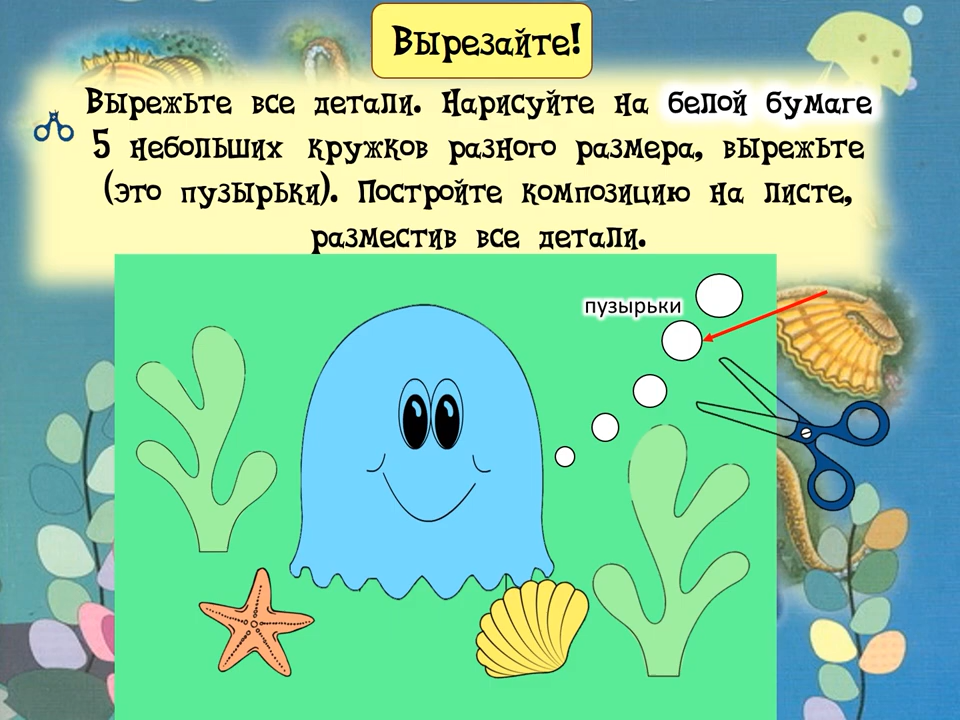 Вырезайте!
Вырежьте все детали. Нарисуйте на белой бумаге
5 небольших кружков разного размера, вырежьте
(это пузырьки). Постройте композицию на листе,
разместив все детали.
пузырьки